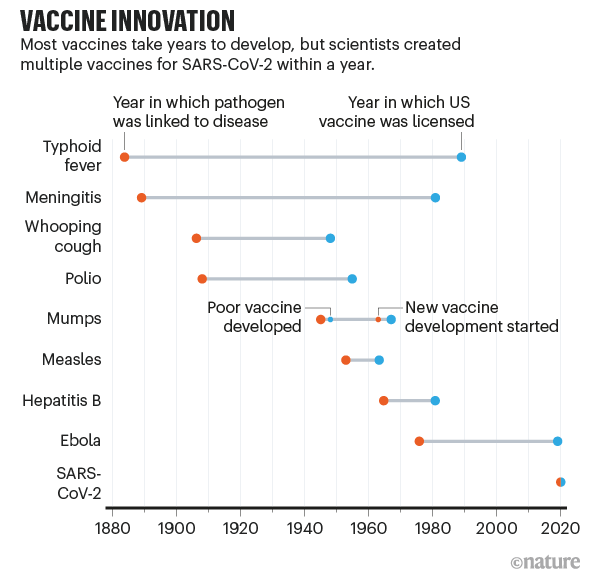 VACCINE INNOVATION
Most vaccines take years to develop, but scientists created
multiple vaccines for SARS-CoV-2 within a year.
Year in which pathogen
was linked to disease
Year in which US
vaccine was licensed
Typhoid
fever
Meningitis
Whooping
cough
Polio
Mumps
Poor vaccine
developed
New vaccine
development started
Measles
Hepatitis B
Ebola
SARS-
CoV-2
1880 1900 1920 1940 1960 1980 2000 2020
©nature